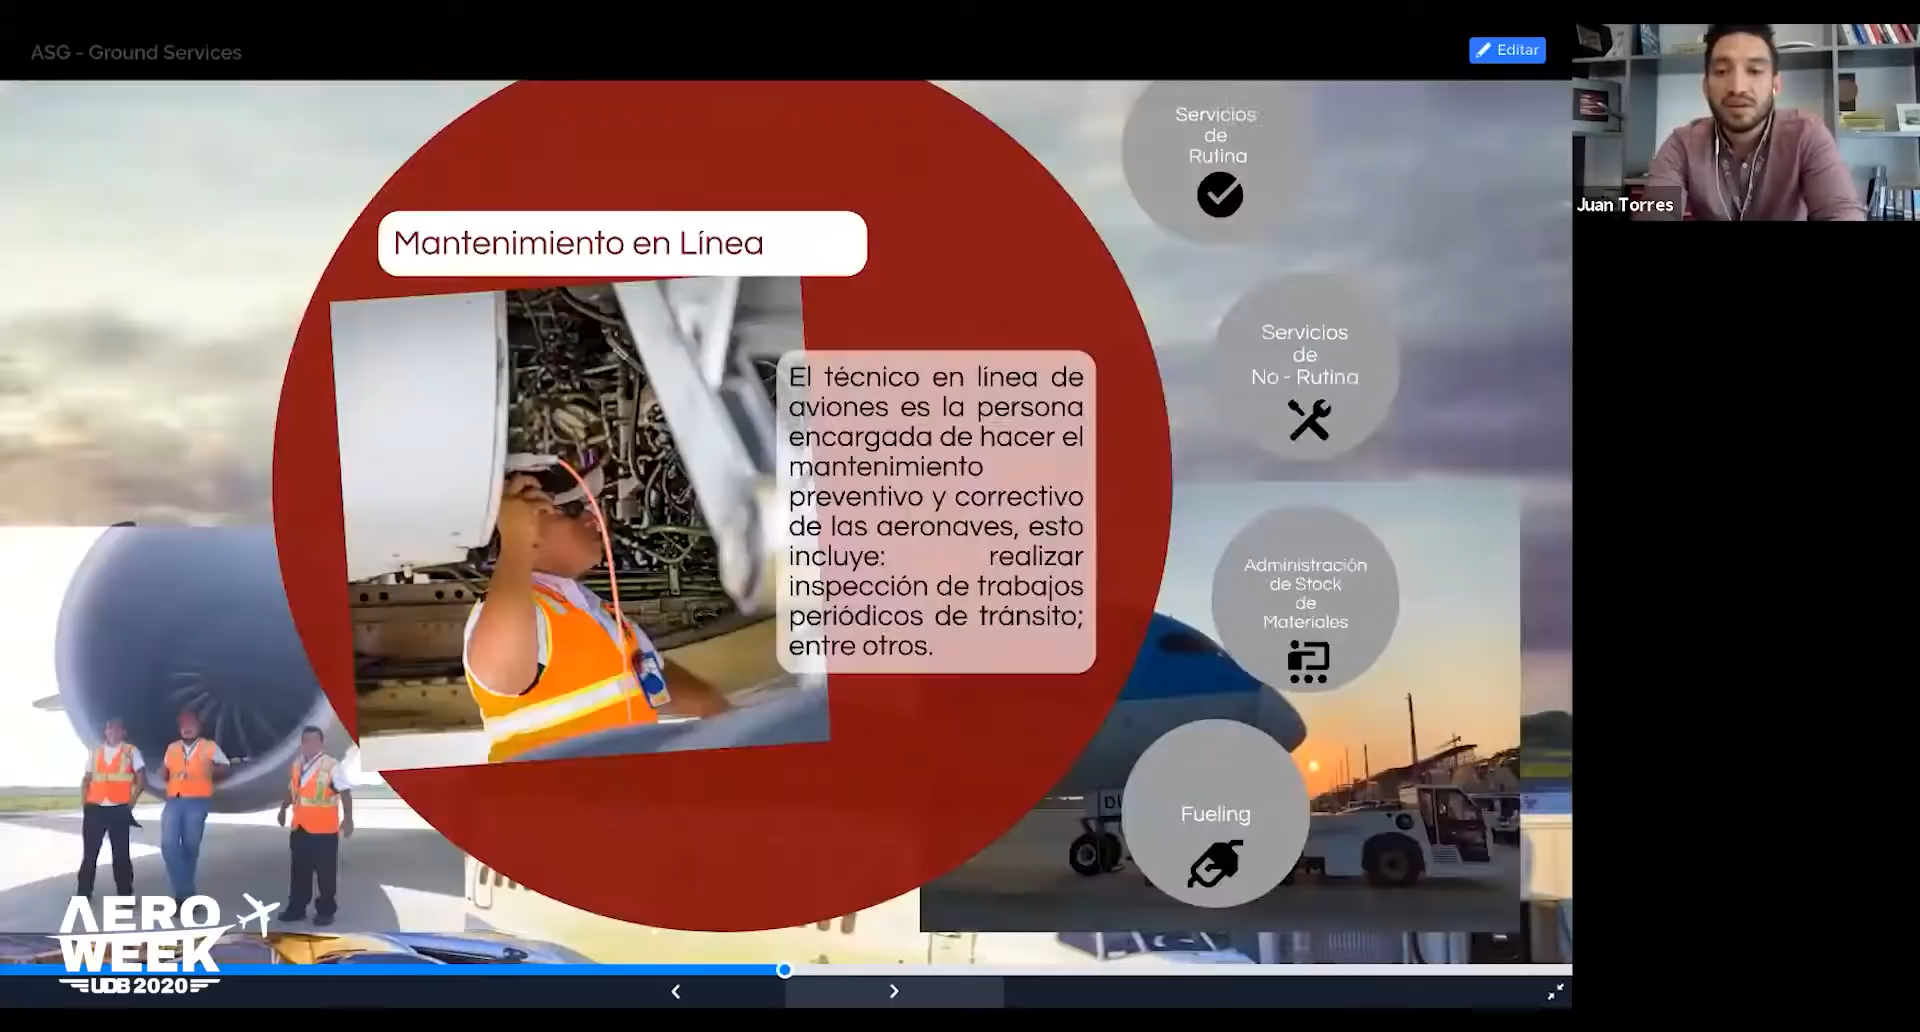 ASG - Ground Services
Editar
Servicios
de
Rutina
Juan Torres
Mantenimiento en Línea
El técnico en línea de
aviones es la persona
encargada de hacer el
mantenimiento
preventivo y correctivo
de las aeronaves, esto
incluye: realizar
inspección de trabajos
periódicos de tránsito;
entre otros.
Servicios
de
No - Rutina
Administración
de Stock
de
Materiales
Fueling
AERO
WEEK
UDB 2020